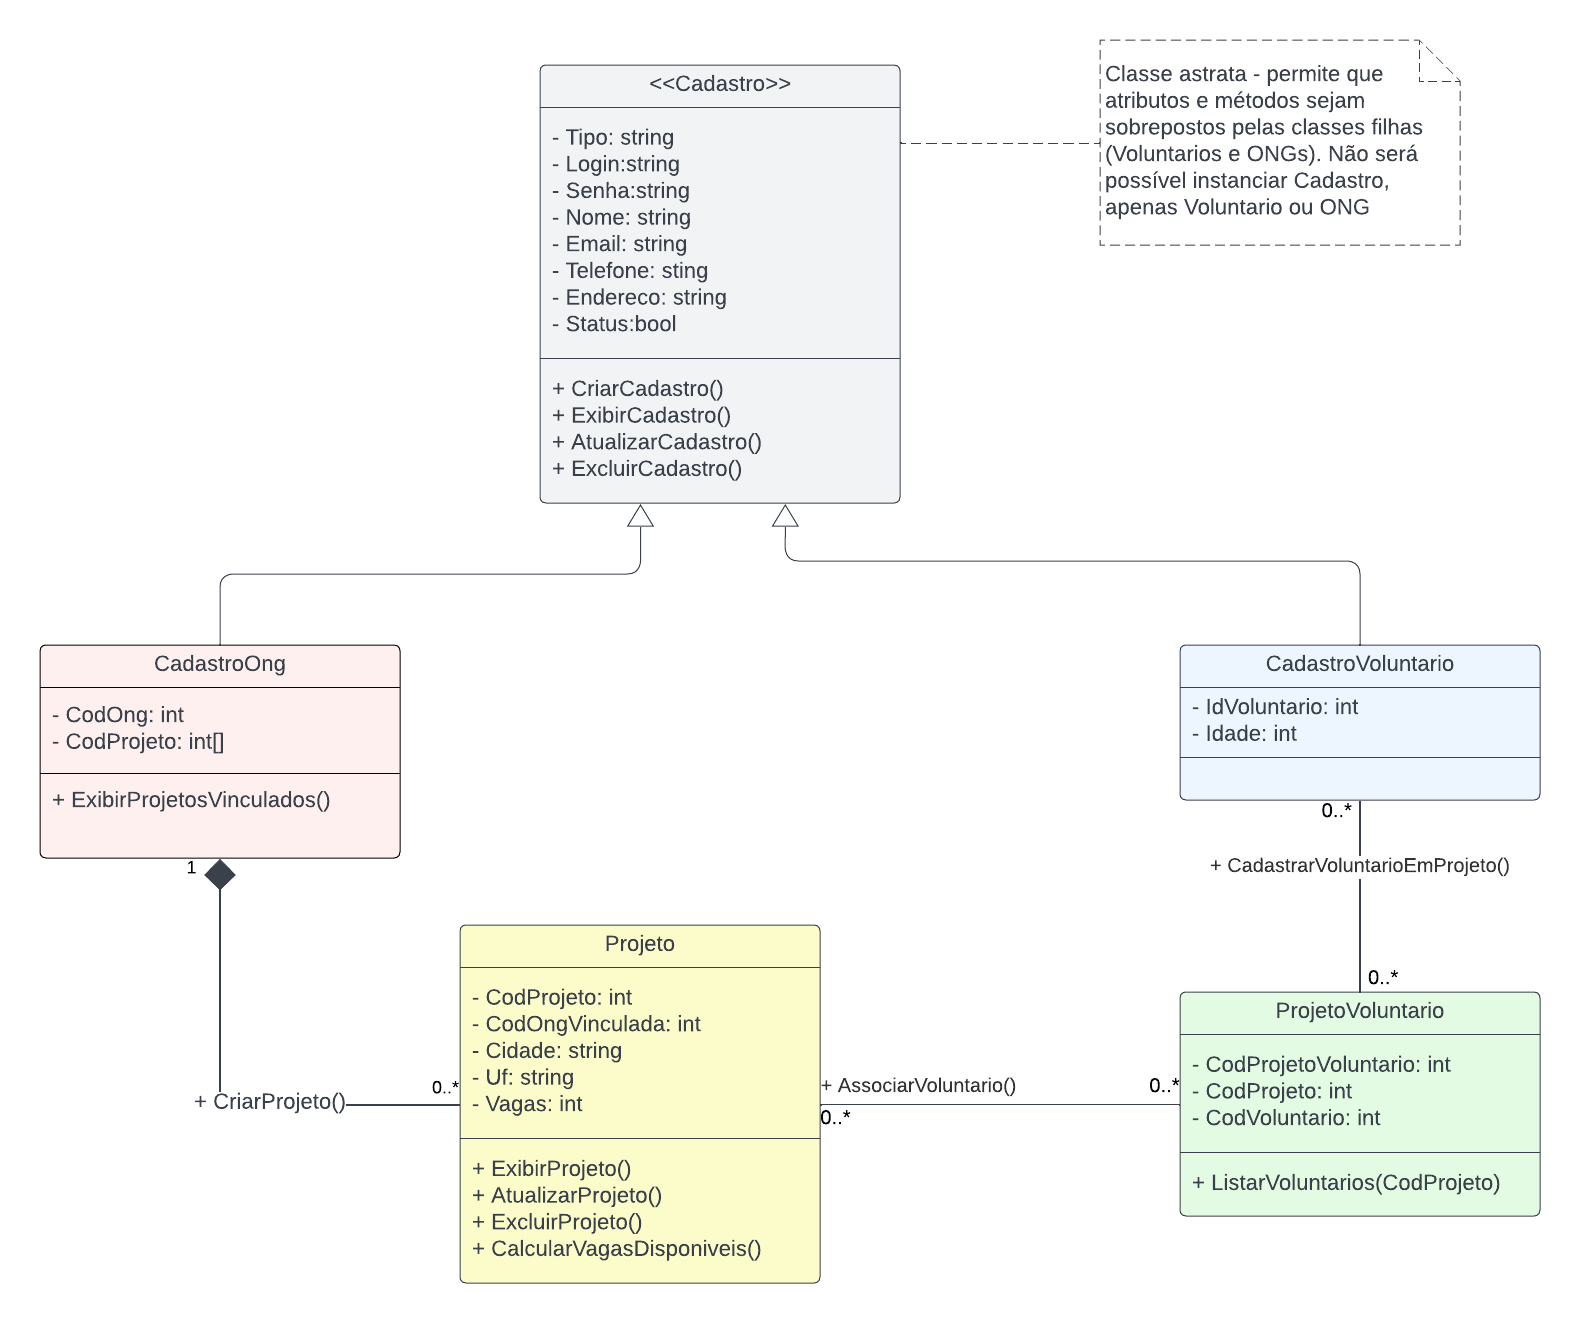 <<Cadastro>>
- Tipo: string
- Login:string
- Senha:string
- Nome: string
- Email: string
- Telefone: sting
- Endereco: string
- Status:bool
+ CriarCadastro()
+ ExibirCadastro()
+ AtualizarCadastro()
+ ExcluirCadastro()
Classe astrata - permite que
atributos e métodos sejam
sobrepostos pelas classes filhas
(Voluntarios e ONGs). Não será
possível instanciar Cadastro,
apenas Voluntario ou ONG
CadastroOng
- CodOng: int
- CodProjeto: int[]
+ ExibirProjetosVinculados()
1
CadastroVoluntario
- IdVoluntario: int
- Idade: int
0..*
+ CadastrarVoluntarioEmProjeto()
0..*
+ CriarProjeto()
0..*
Projeto
- CodProjeto: int
- CodOngVinculada: int
- Cidade: string
- Uf: string
- Vagas: int
+ ExibirProjeto()
+ AtualizarProjeto()
+ ExcluirProjeto()
+ CalcularVagasDisponiveis()
+ AssociarVoluntario()
0..*
0..*
ProjetoVoluntario
- CodProjetoVoluntario: int
- CodProjeto: int
- CodVoluntario: int
+ ListarVoluntarios(CodProjeto)